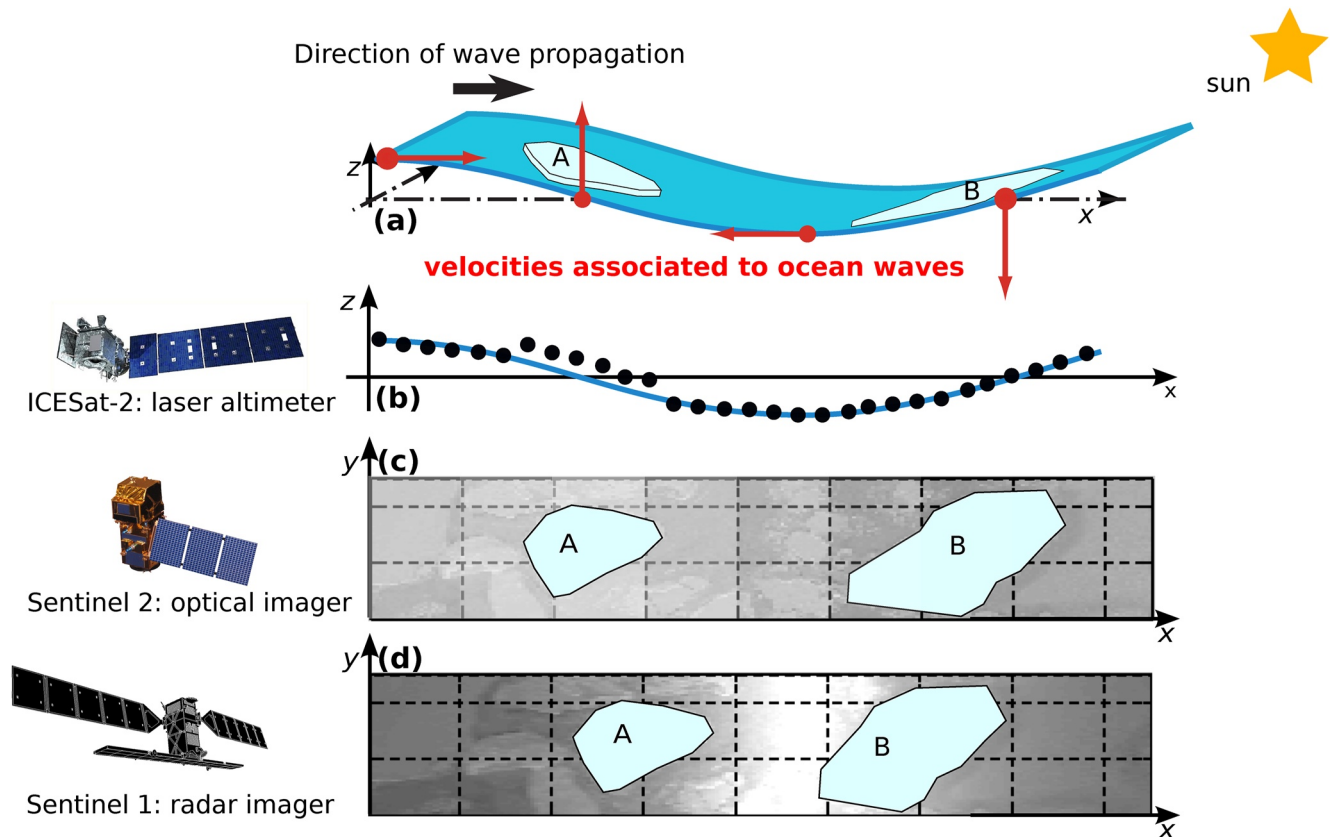 Direction of wave propagation
sun
A
z
B
(a)
x
velocities associated to ocean waves
z
ICESat-2: laser altimeter
(b)
x
y
(c)
A
B
Sentinel 2: optical imager
x
y
(d)
A
B
Sentinel 1: radar imager
x